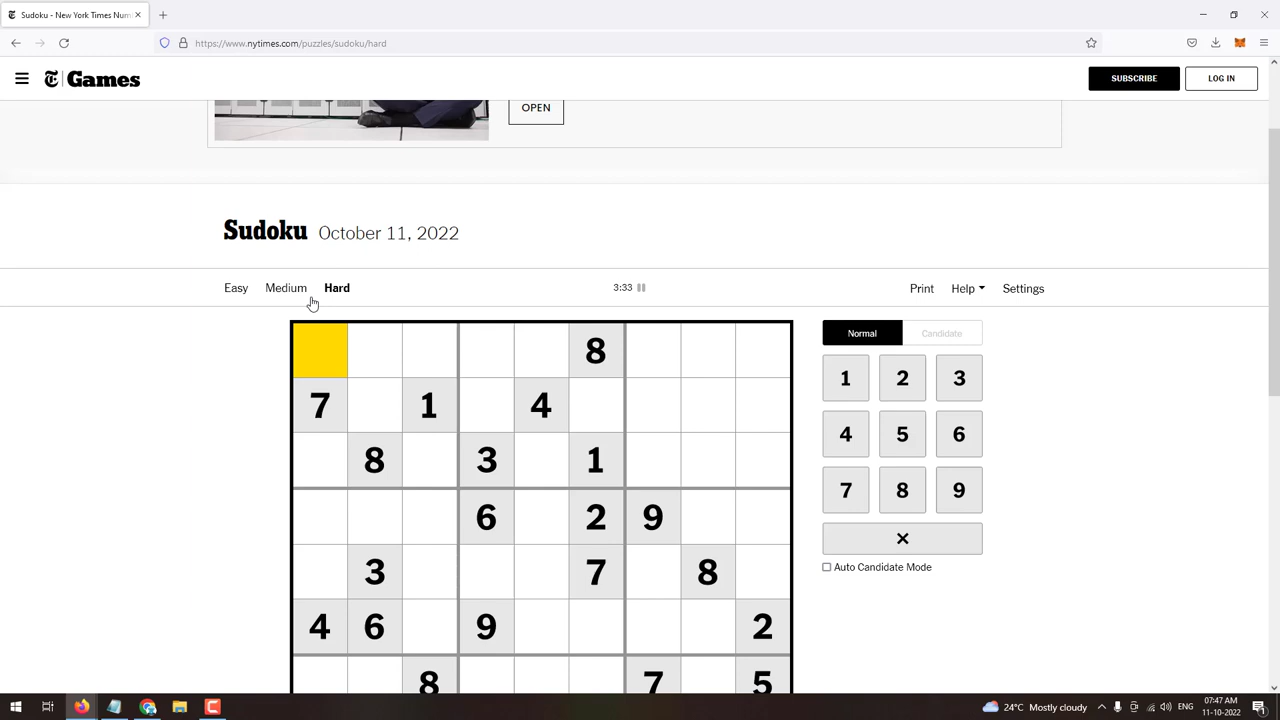 Sudoku - New York Times Num
https://www.nytimes.com/puzzles/sudoku/hard
Games
SUBSCRIBE
LOG IN
OPEN
Sudoku October 11, 2022
Easy Medium Hard
3:33
Print Help Settings
Normal Candidate
8
7 1 4
8 3 1
6 2 9
3 7 8
4 6 9 2
8 7 5
1 2 3
4 5 6
7 8 9
Auto Candidate Mode
24°C Mostly cloudy
ENG
07:47 AM
11-10-2022